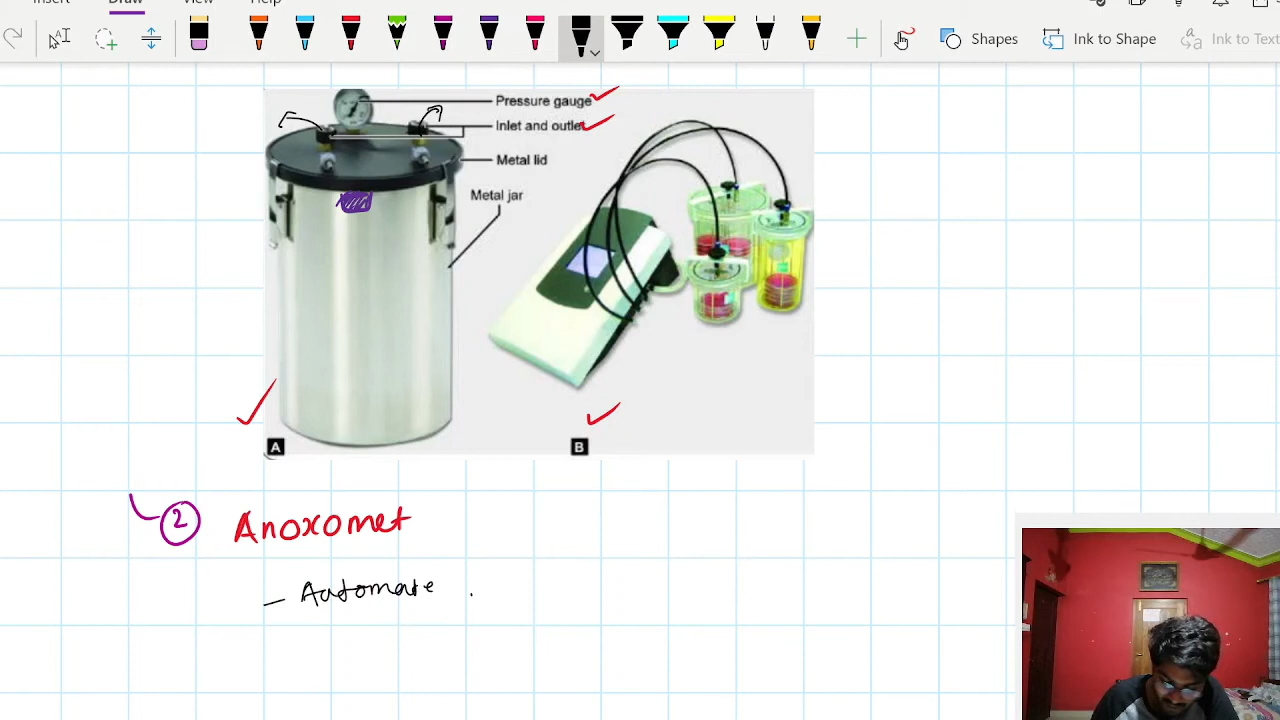 Insert Draw View Help
Shapes Ink to Shape Ink to Text
Pressure gauge
Inlet and outlet
Metal lid
Metal jar
A B
2 Anoxomat
- Automate